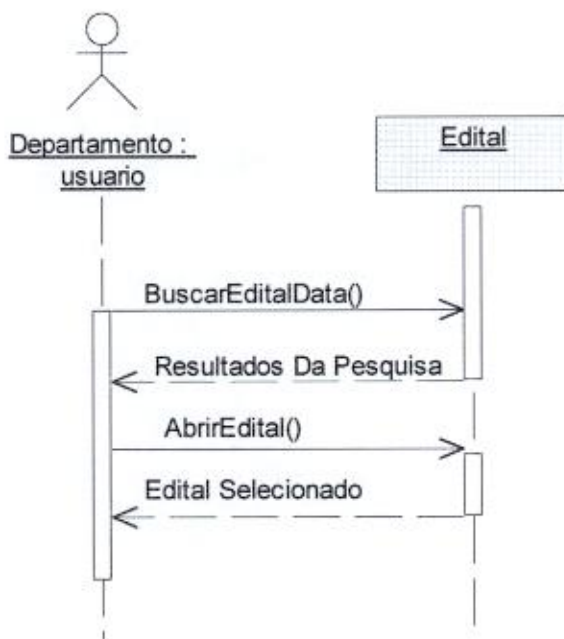 Departamento :
usuario
Edital
BuscarEditalData()
Resultados Da Pesquisa
AbrirEdital()
Edital Selecionado